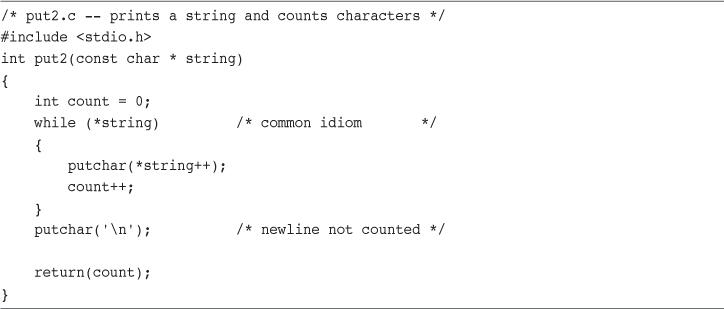 /* put2.c -- prints a string and counts characters */
#include <stdio.h>
int put2(const char * string)
{
    int count = 0;
    while (*string)         /* common idiom       */
    {
        putchar(*string++);
        count++;
    }
    putchar('\n');          /* newline not counted */

    return(count);
}